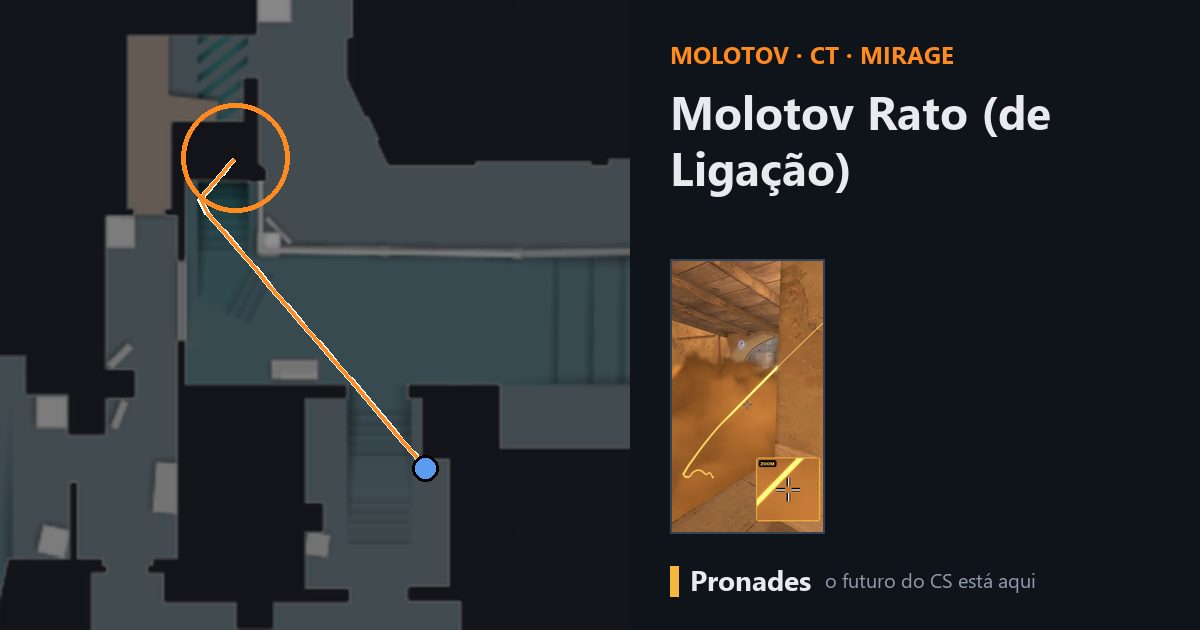 MOLOTOV · CT · MIRAGE
Molotov Rato (de
Ligação)
ZOOM
Pronades o futuro do CS está aqui